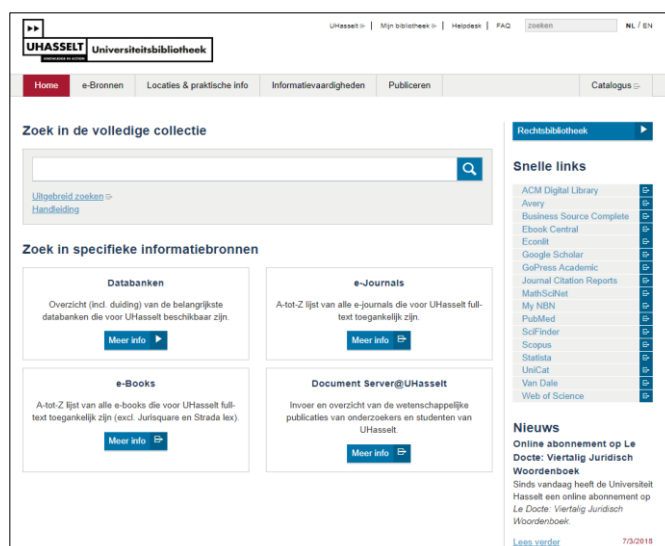 UHasselt | Mijn bibliotheek | Helpdesk | FAQ zoeken NL / EN
UHASSELT Universiteitsbibliotheek
KNOWLEDGE IN ACTION
Home e-Bronnen Locaties & praktische info Informatievaardigheden Publiceren Catalogus
Zoek in de volledige collectie
Uitgebreid zoeken
Handleiding
Zoek in specifieke informatiebronnen
Databanken
Overzicht (incl. duiding) van de belangrijkste
databanken die voor UHasselt beschikbaar zijn.
Meer info
e-Journals
A-tot-Z lijst van alle e-journals die voor UHasselt full-
text toegankelijk zijn.
Meer info
e-Books
A-tot-Z lijst van alle e-books die voor UHasselt full-
text toegankelijk zijn (excl. Jurisquare en Strada lex).
Meer info
Document Server@UHasselt
Invoer en overzicht van de wetenschappelijke
publicaties van onderzoekers en studenten van
UHasselt.
Meer info
Rechtsbibliotheek
Snelle links
ACM Digital Library
Avery
Business Source Complete
Ebook Central
Econlit
Google Scholar
GoPress Academic
Journal Citation Reports
MathSciNet
My NBN
PubMed
SciFinder
Scopus
Statista
UniCat
Van Dale
Web of Science
Nieuws
Online abonnement op Le
Docte: Viertalig Juridisch
Woordenboek
Sinds vandaag heeft de Universiteit
Hasselt een online abonnement op
Le Docte: Viertalig Juridisch
Woordenboek.
Lees verder 7/3/2018